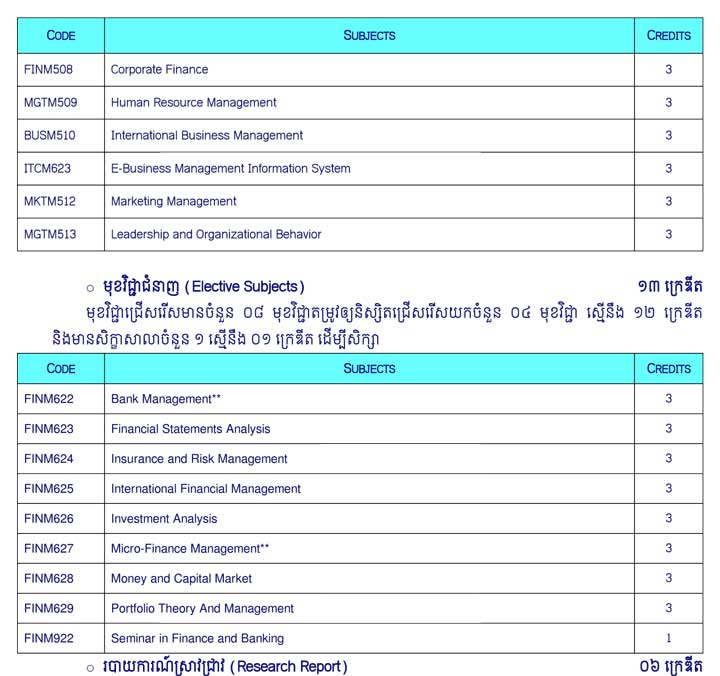 CODE SUBJECTS CREDITS
FINM508 Corporate Finance 3
MGTM509 Human Resource Management 3
BUSM510 International Business Management 3
ITCM623 E-Business Management Information System 3
MKTM512 Marketing Management 3
MGTM513 Leadership and Organizational Behavior 3
○ មុខវិជ្ជាជំនាញ (Elective Subjects) ១៣ ក្រេឌីត
មុខវិជ្ជាជ្រើសរើសមានចំនួន ០៨ មុខវិជ្ជាតម្រូវឲ្យនិស្សិតជ្រើសរើសយកចំនួន ០៤ មុខវិជ្ជា ស្មើនឹង ១២ ក្រេឌីត
និងមានសិក្ខាសាលាចំនួន ១ ស្មើនឹង ០១ ក្រេឌីត ដើម្បីសិក្សា
CODE SUBJECTS CREDITS
FINM622 Bank Management** 3
FINM623 Financial Statements Analysis 3
FINM624 Insurance and Risk Management 3
FINM625 International Financial Management 3
FINM626 Investment Analysis 3
FINM627 Micro-Finance Management** 3
FINM628 Money and Capital Market 3
FINM629 Portfolio Theory And Management 3
FINM922 Seminar in Finance and Banking 1
○ របាយការណ៍ស្រាវជ្រាវ (Research Report) ០៦ ក្រេឌីត